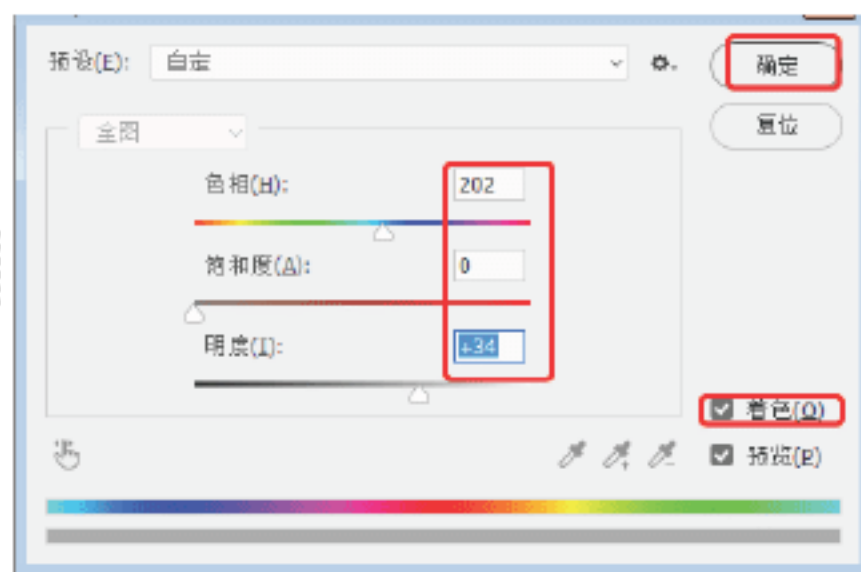 预设(E): 自定
确定
复位
全图
色相(H): 202
饱和度(A): 0
明度(I): +34
着色(O)
预览(P)